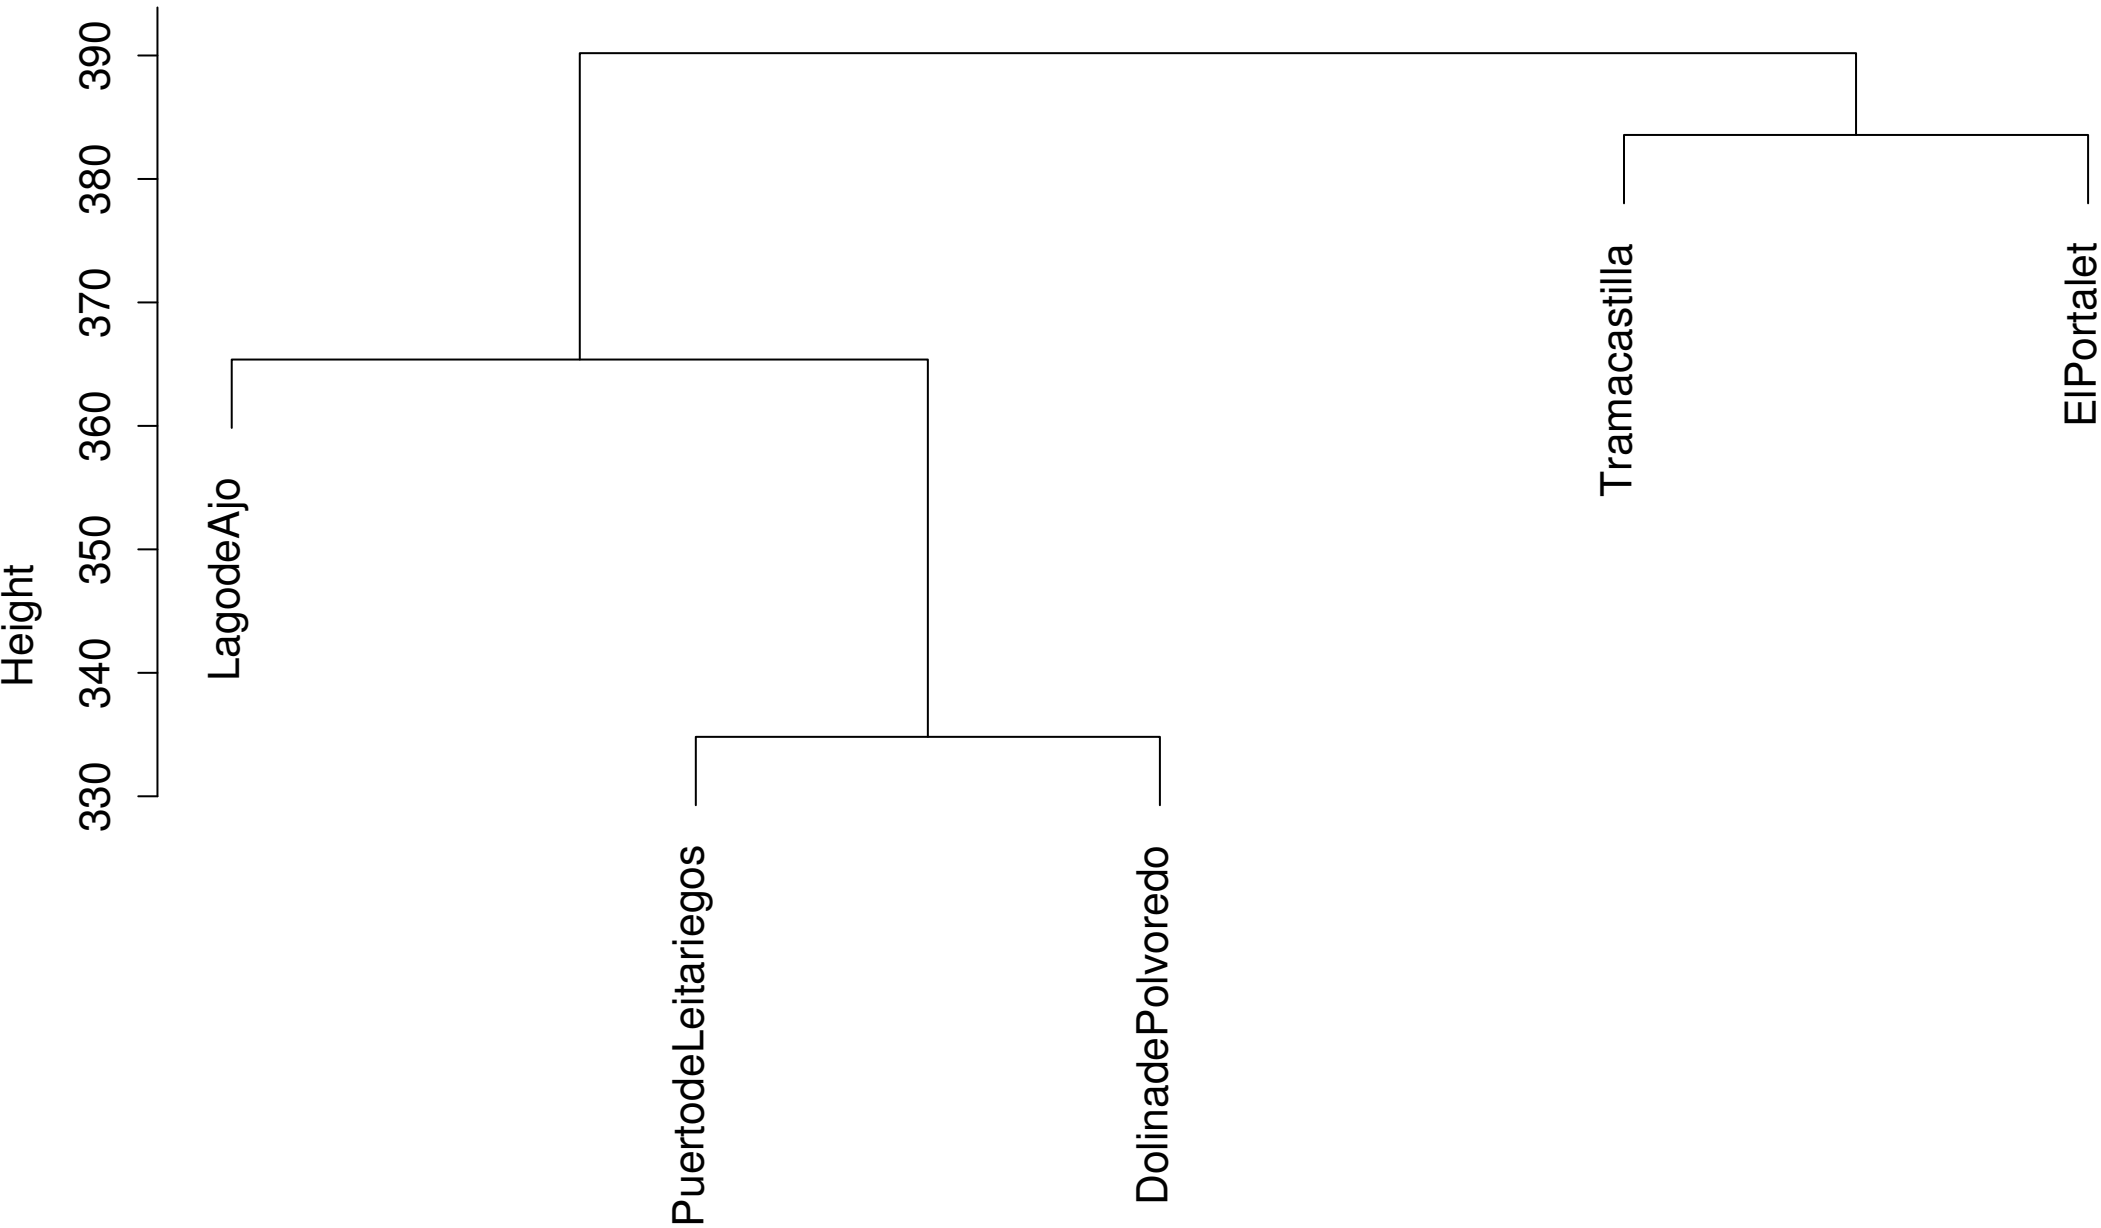 Height
390
380
370
360
350
340
330
LagodeAjo
PuertodeLeitariegos
DolinadePolvoredo
Tramacastilla
ElPortalet